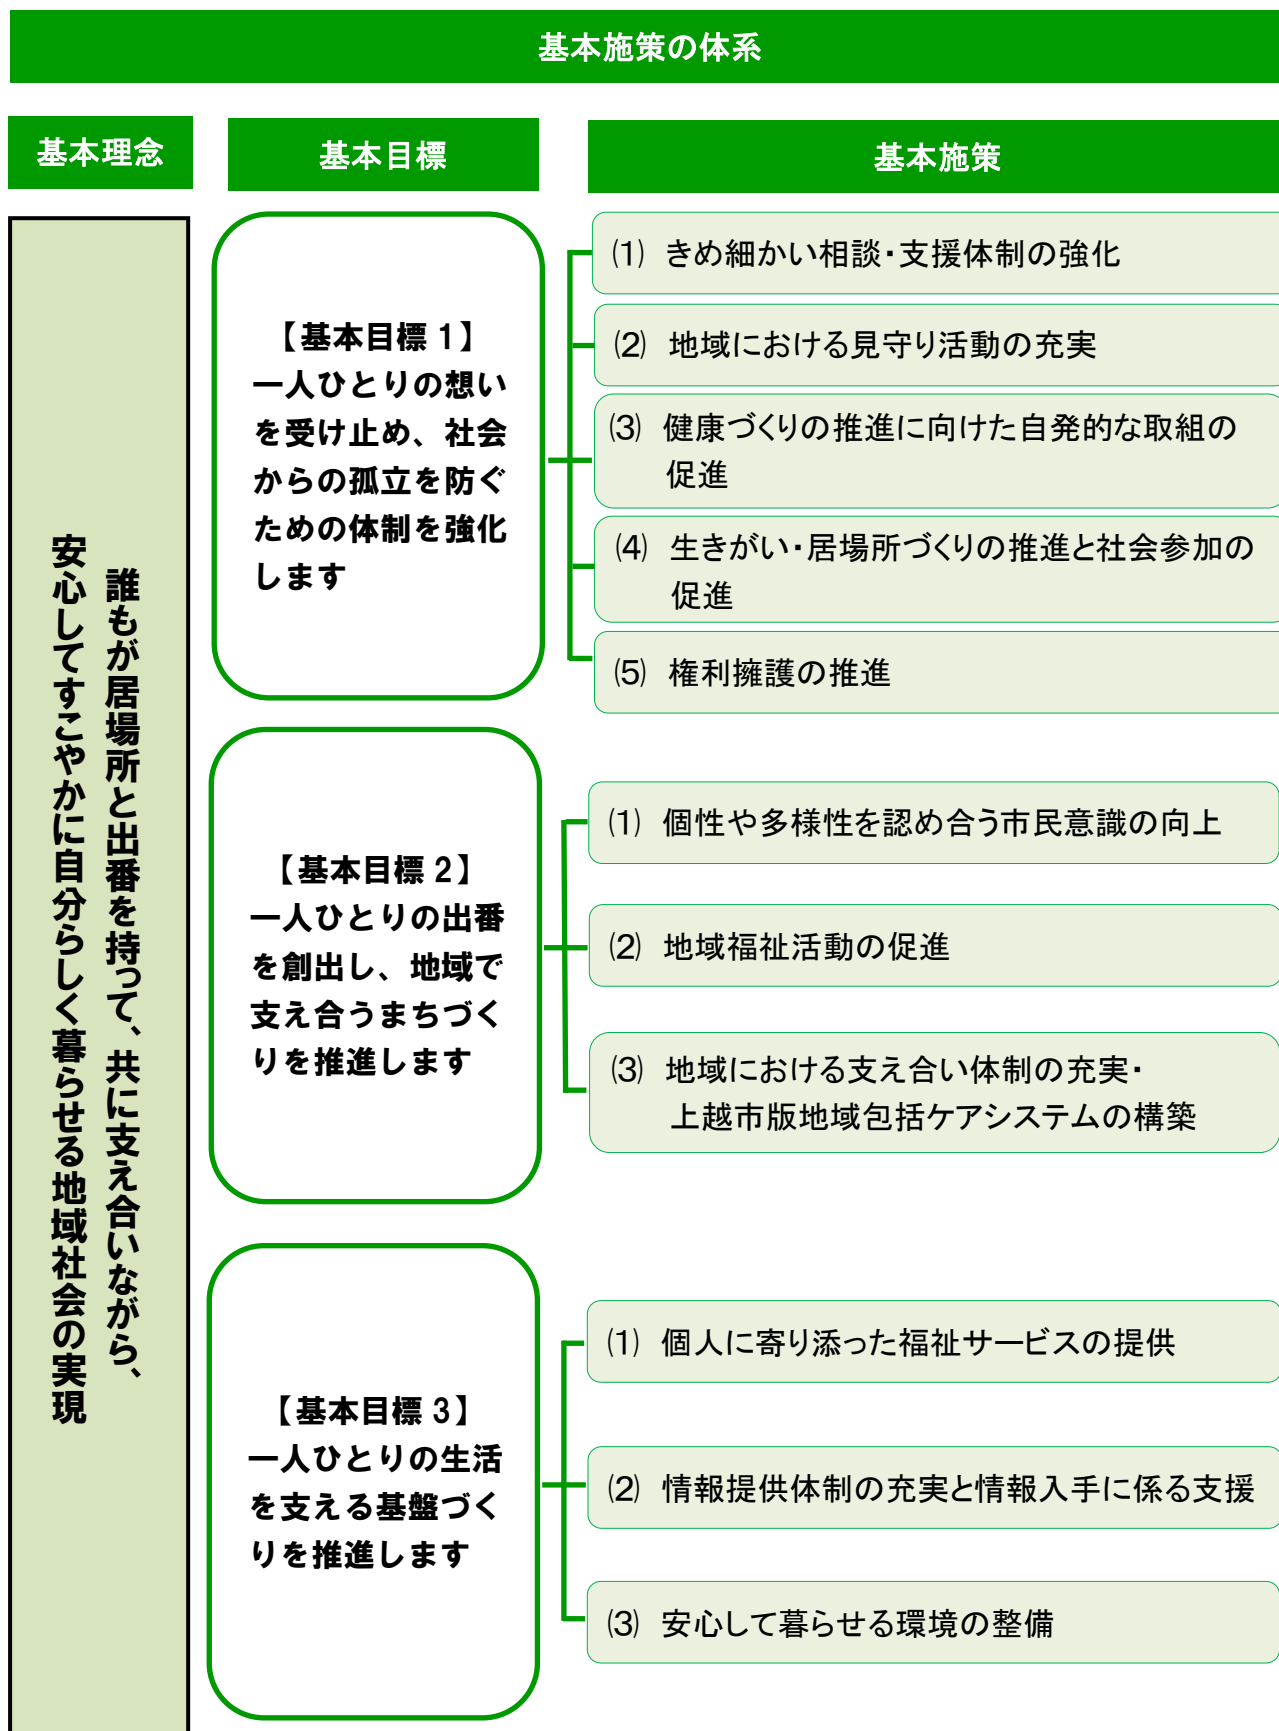 基本施策の体系
基本理念
基本目標
基本施策
誰もが居場所と出番を持って、共に支え合いながら、
安心してすこやかに自分らしく暮らせる地域社会の実現
【基本目標 1】
一人ひとりの想い
を受け止め、社会
からの孤立を防ぐ
ための体制を強化
します
⑴ きめ細かい相談・支援体制の強化
⑵ 地域における見守り活動の充実
⑶ 健康づくりの推進に向けた自発的な取組の
促進
⑷ 生きがい・居場所づくりの推進と社会参加の
促進
⑸ 権利擁護の推進
【基本目標 2】
一人ひとりの出番
を創出し、地域で
支え合うまちづく
りを推進します
⑴ 個性や多様性を認め合う市民意識の向上
⑵ 地域福祉活動の促進
⑶ 地域における支え合い体制の充実・
上越市版地域包括ケアシステムの構築
【基本目標 3】
一人ひとりの生活
を支える基盤づく
りを推進します
⑴ 個人に寄り添った福祉サービスの提供
⑵ 情報提供体制の充実と情報入手に係る支援
⑶ 安心して暮らせる環境の整備